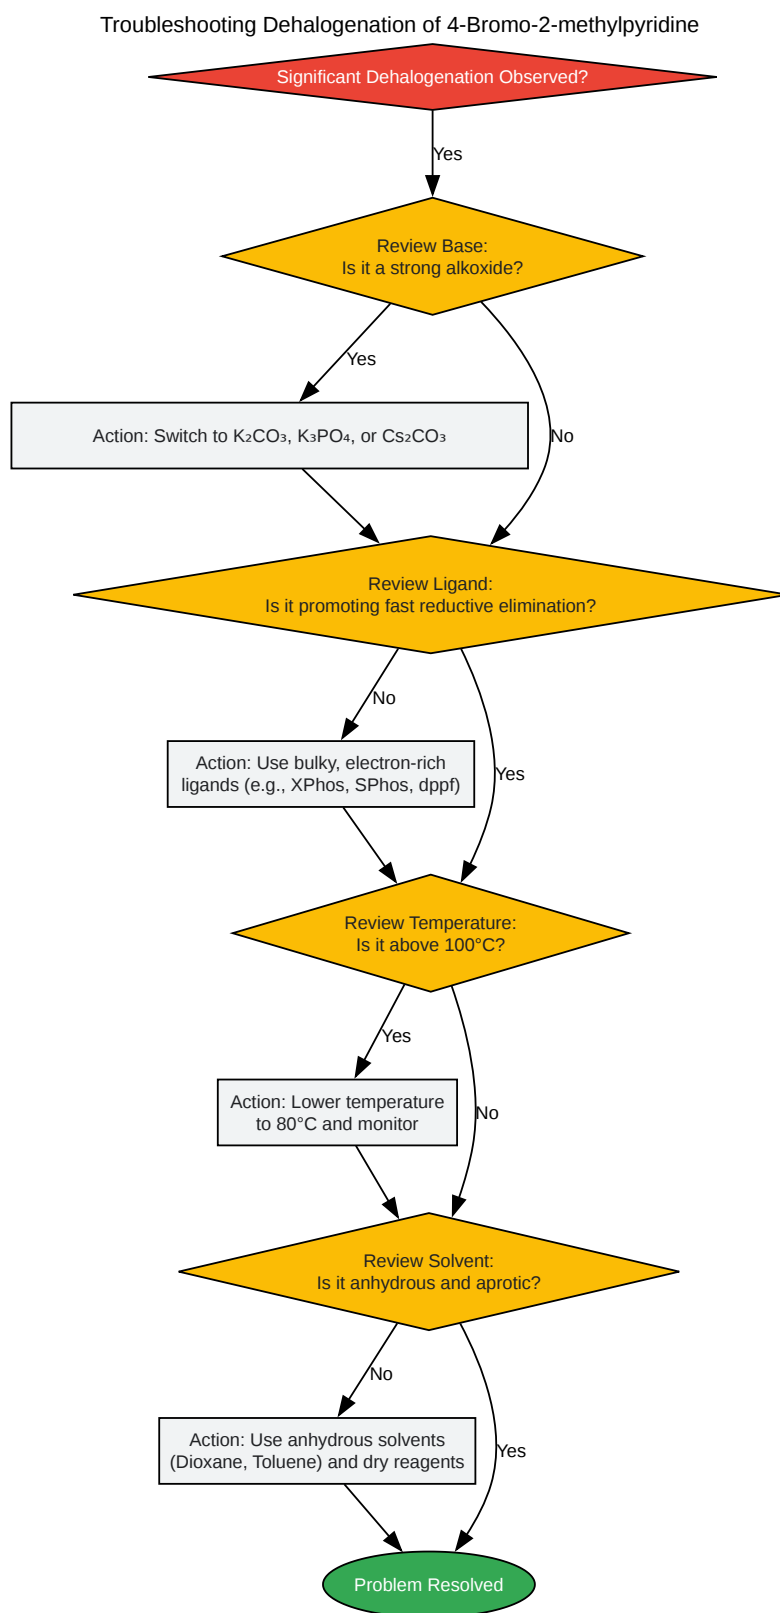 Troubleshooting Dehalogenation of 4-Bromo-2-methylpyridine
Significant Dehalogenation Observed?
Yes
Review Base:
Is it a strong alkoxide?
Yes
Action: Switch to K₂CO₃, K₃PO₄, or Cs₂CO₃
No
Review Ligand:
Is it promoting fast reductive elimination?
No
Action: Use bulky, electron-rich
ligands (e.g., XPhos, SPhos, dppf)
Yes
Review Temperature:
Is it above 100°C?
Yes
Action: Lower temperature
to 80°C and monitor
No
Review Solvent:
Is it anhydrous and aprotic?
No
Action: Use anhydrous solvents
(Dioxane, Toluene) and dry reagents
Yes
Problem Resolved